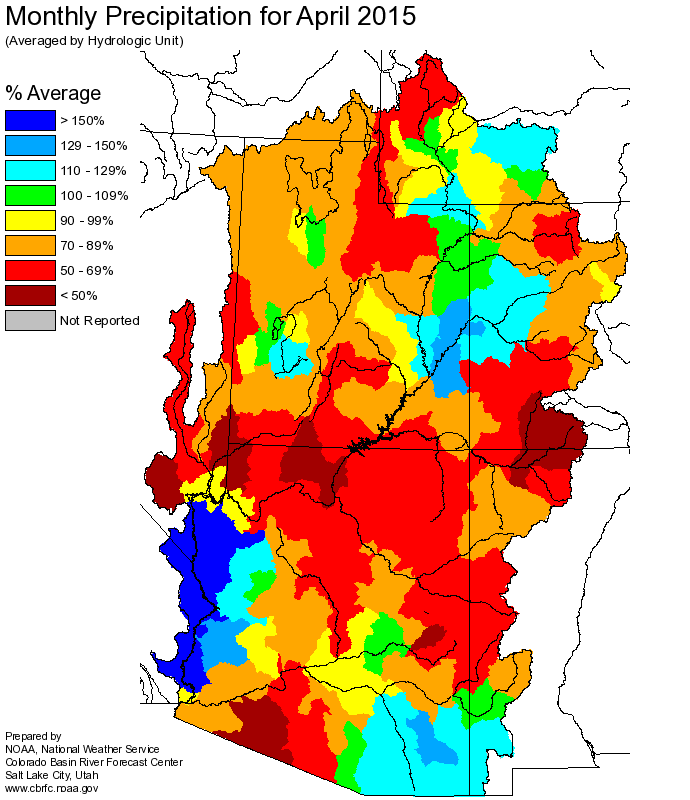 Monthly Precipitation for April 2015
(Averaged by Hydrologic Unit)
% Average
> 150%
129 - 150%
110 - 129%
100 - 109%
90 - 99%
70 - 89%
50 - 69%
< 50%
Not Reported
Prepared by
NOAA, National Weather Service
Colorado Basin River Forecast Center
Salt Lake City, Utah
www.cbrfc.noaa.gov